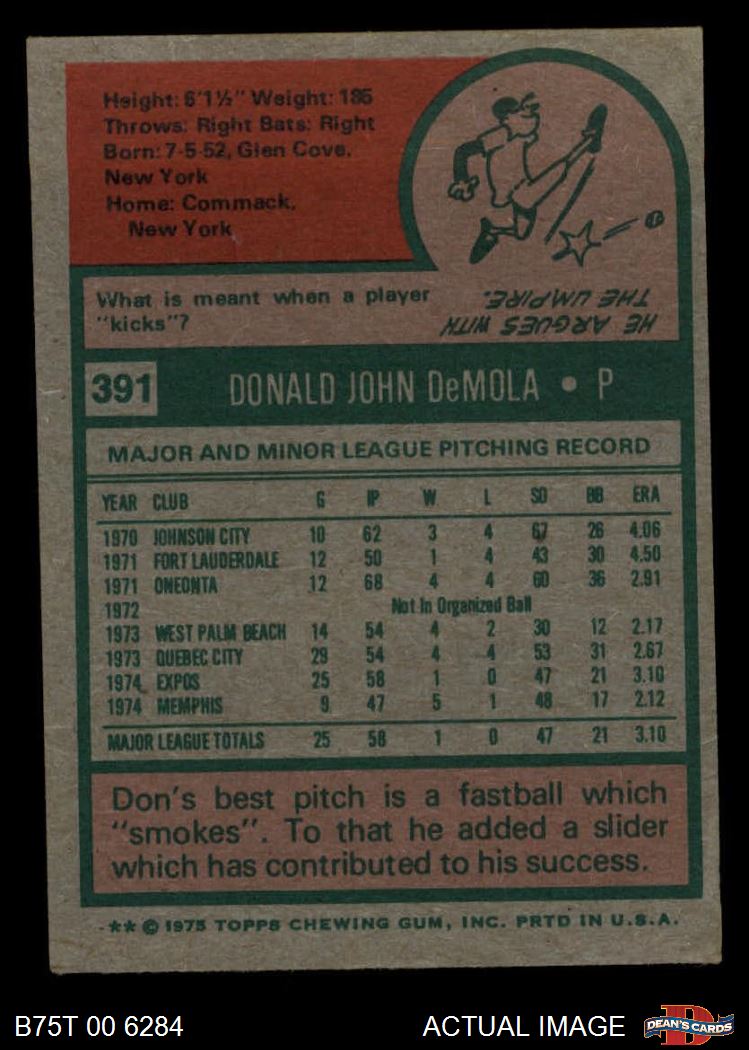 Height: 6'1½" Weight: 185
Throws: Right Bats: Right
Born: 7-5-52, Glen Cove,
New York
Home: Commack,
New York
What is meant when a player
"kicks"?
HE ARGUES WITH
THE UMPIRE.
391 DONALD JOHN DeMOLA • P
MAJOR AND MINOR LEAGUE PITCHING RECORD
YEAR CLUB G IP W L SO BB ERA
1970 JOHNSON CITY 10 62 3 4 67 26 4.06
1971 FORT LAUDERDALE 12 50 1 4 43 30 4.50
1971 ONEONTA 12 68 4 4 60 36 2.91
1972 Not In Organized Ball
1973 WEST PALM BEACH 14 54 4 2 30 12 2.17
1973 QUEBEC CITY 29 54 4 4 53 31 2.67
1974 EXPOS 25 58 1 0 47 21 3.10
1974 MEMPHIS 9 47 5 1 48 17 2.12
MAJOR LEAGUE TOTALS 25 58 1 0 47 21 3.10
Don's best pitch is a fastball which
"smokes". To that he added a slider
which has contributed to his success.
** © 1975 TOPPS CHEWING GUM, INC. PRTD IN U.S.A.
B75T 00 6284 ACTUAL IMAGE DEAN'S CARDS